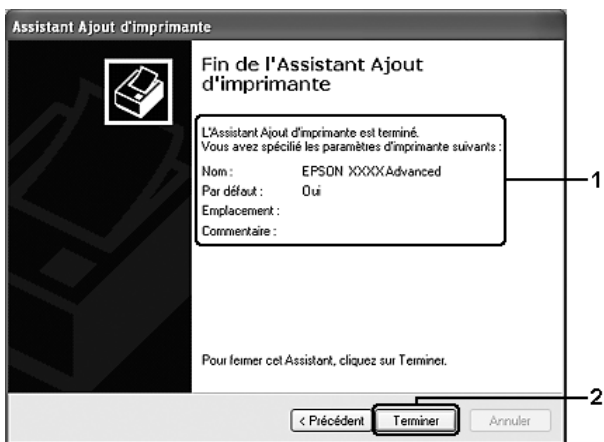 Assistant Ajout d'imprimante
Fin de l'Assistant Ajout
d'imprimante
L'Assistant Ajout d'imprimante est terminé.
Vous avez spécifié les paramètres d'imprimante suivants :
Nom : EPSON XXXX Advanced
Par défaut : Oui
Emplacement :
Commentaire :
1
Pour fermer cet Assistant, cliquez sur Terminer.
2
< Précédent Terminer Annuler